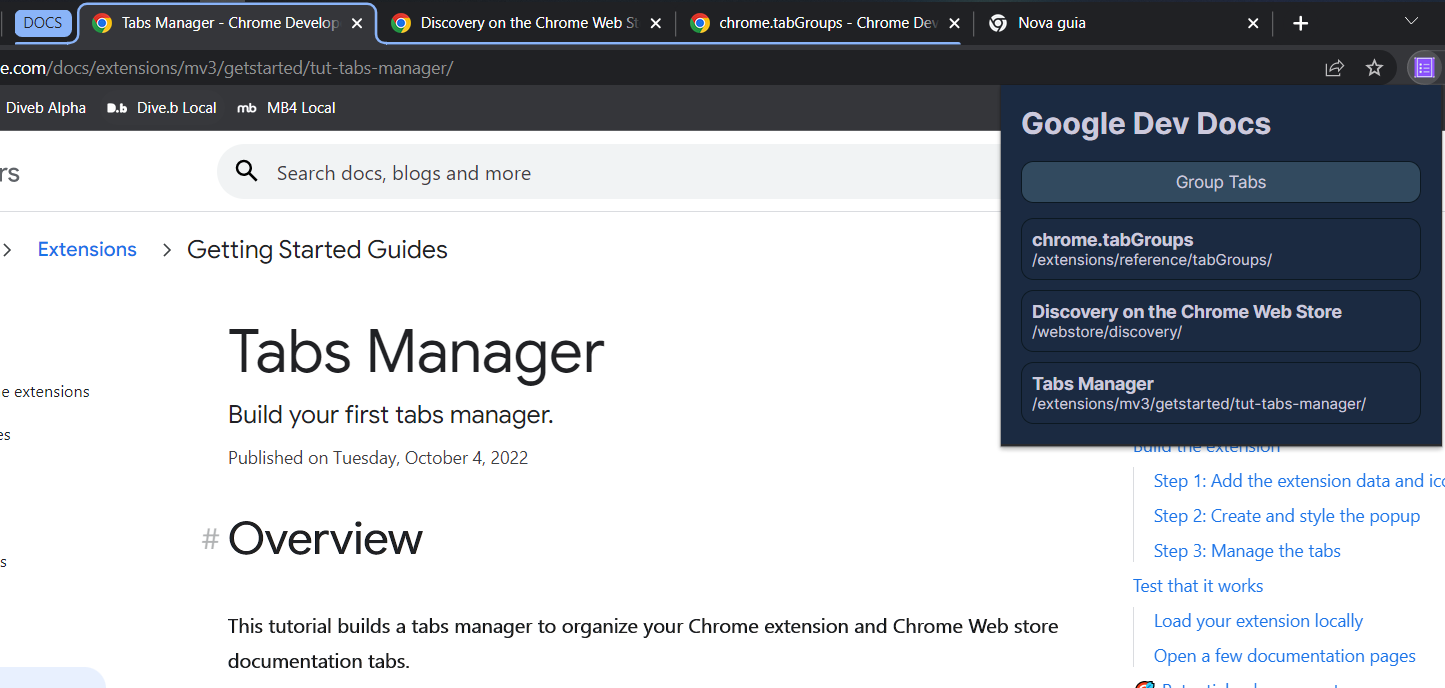 DOCS
Tabs Manager - Chrome Develop
Discovery on the Chrome Web St
chrome.tabGroups - Chrome Dev
Nova guia
e.com/docs/extensions/mv3/getstarted/tut-tabs-manager/
Diveb Alpha
D.b Dive.b Local
mb MB4 Local
Google Dev Docs
Group Tabs
chrome.tabGroups
/extensions/reference/tabGroups/
Discovery on the Chrome Web Store
/webstore/discovery/
Tabs Manager
/extensions/mv3/getstarted/tut-tabs-manager/
rs
Search docs, blogs and more
Extensions
Getting Started Guides
e extensions
es
s
Tabs Manager
Build your first tabs manager.
Published on Tuesday, October 4, 2022
# Overview
This tutorial builds a tabs manager to organize your Chrome extension and Chrome Web store
documentation tabs.
Build the extension
Step 1: Add the extension data and ico
Step 2: Create and style the popup
Step 3: Manage the tabs
Test that it works
Load your extension locally
Open a few documentation pages